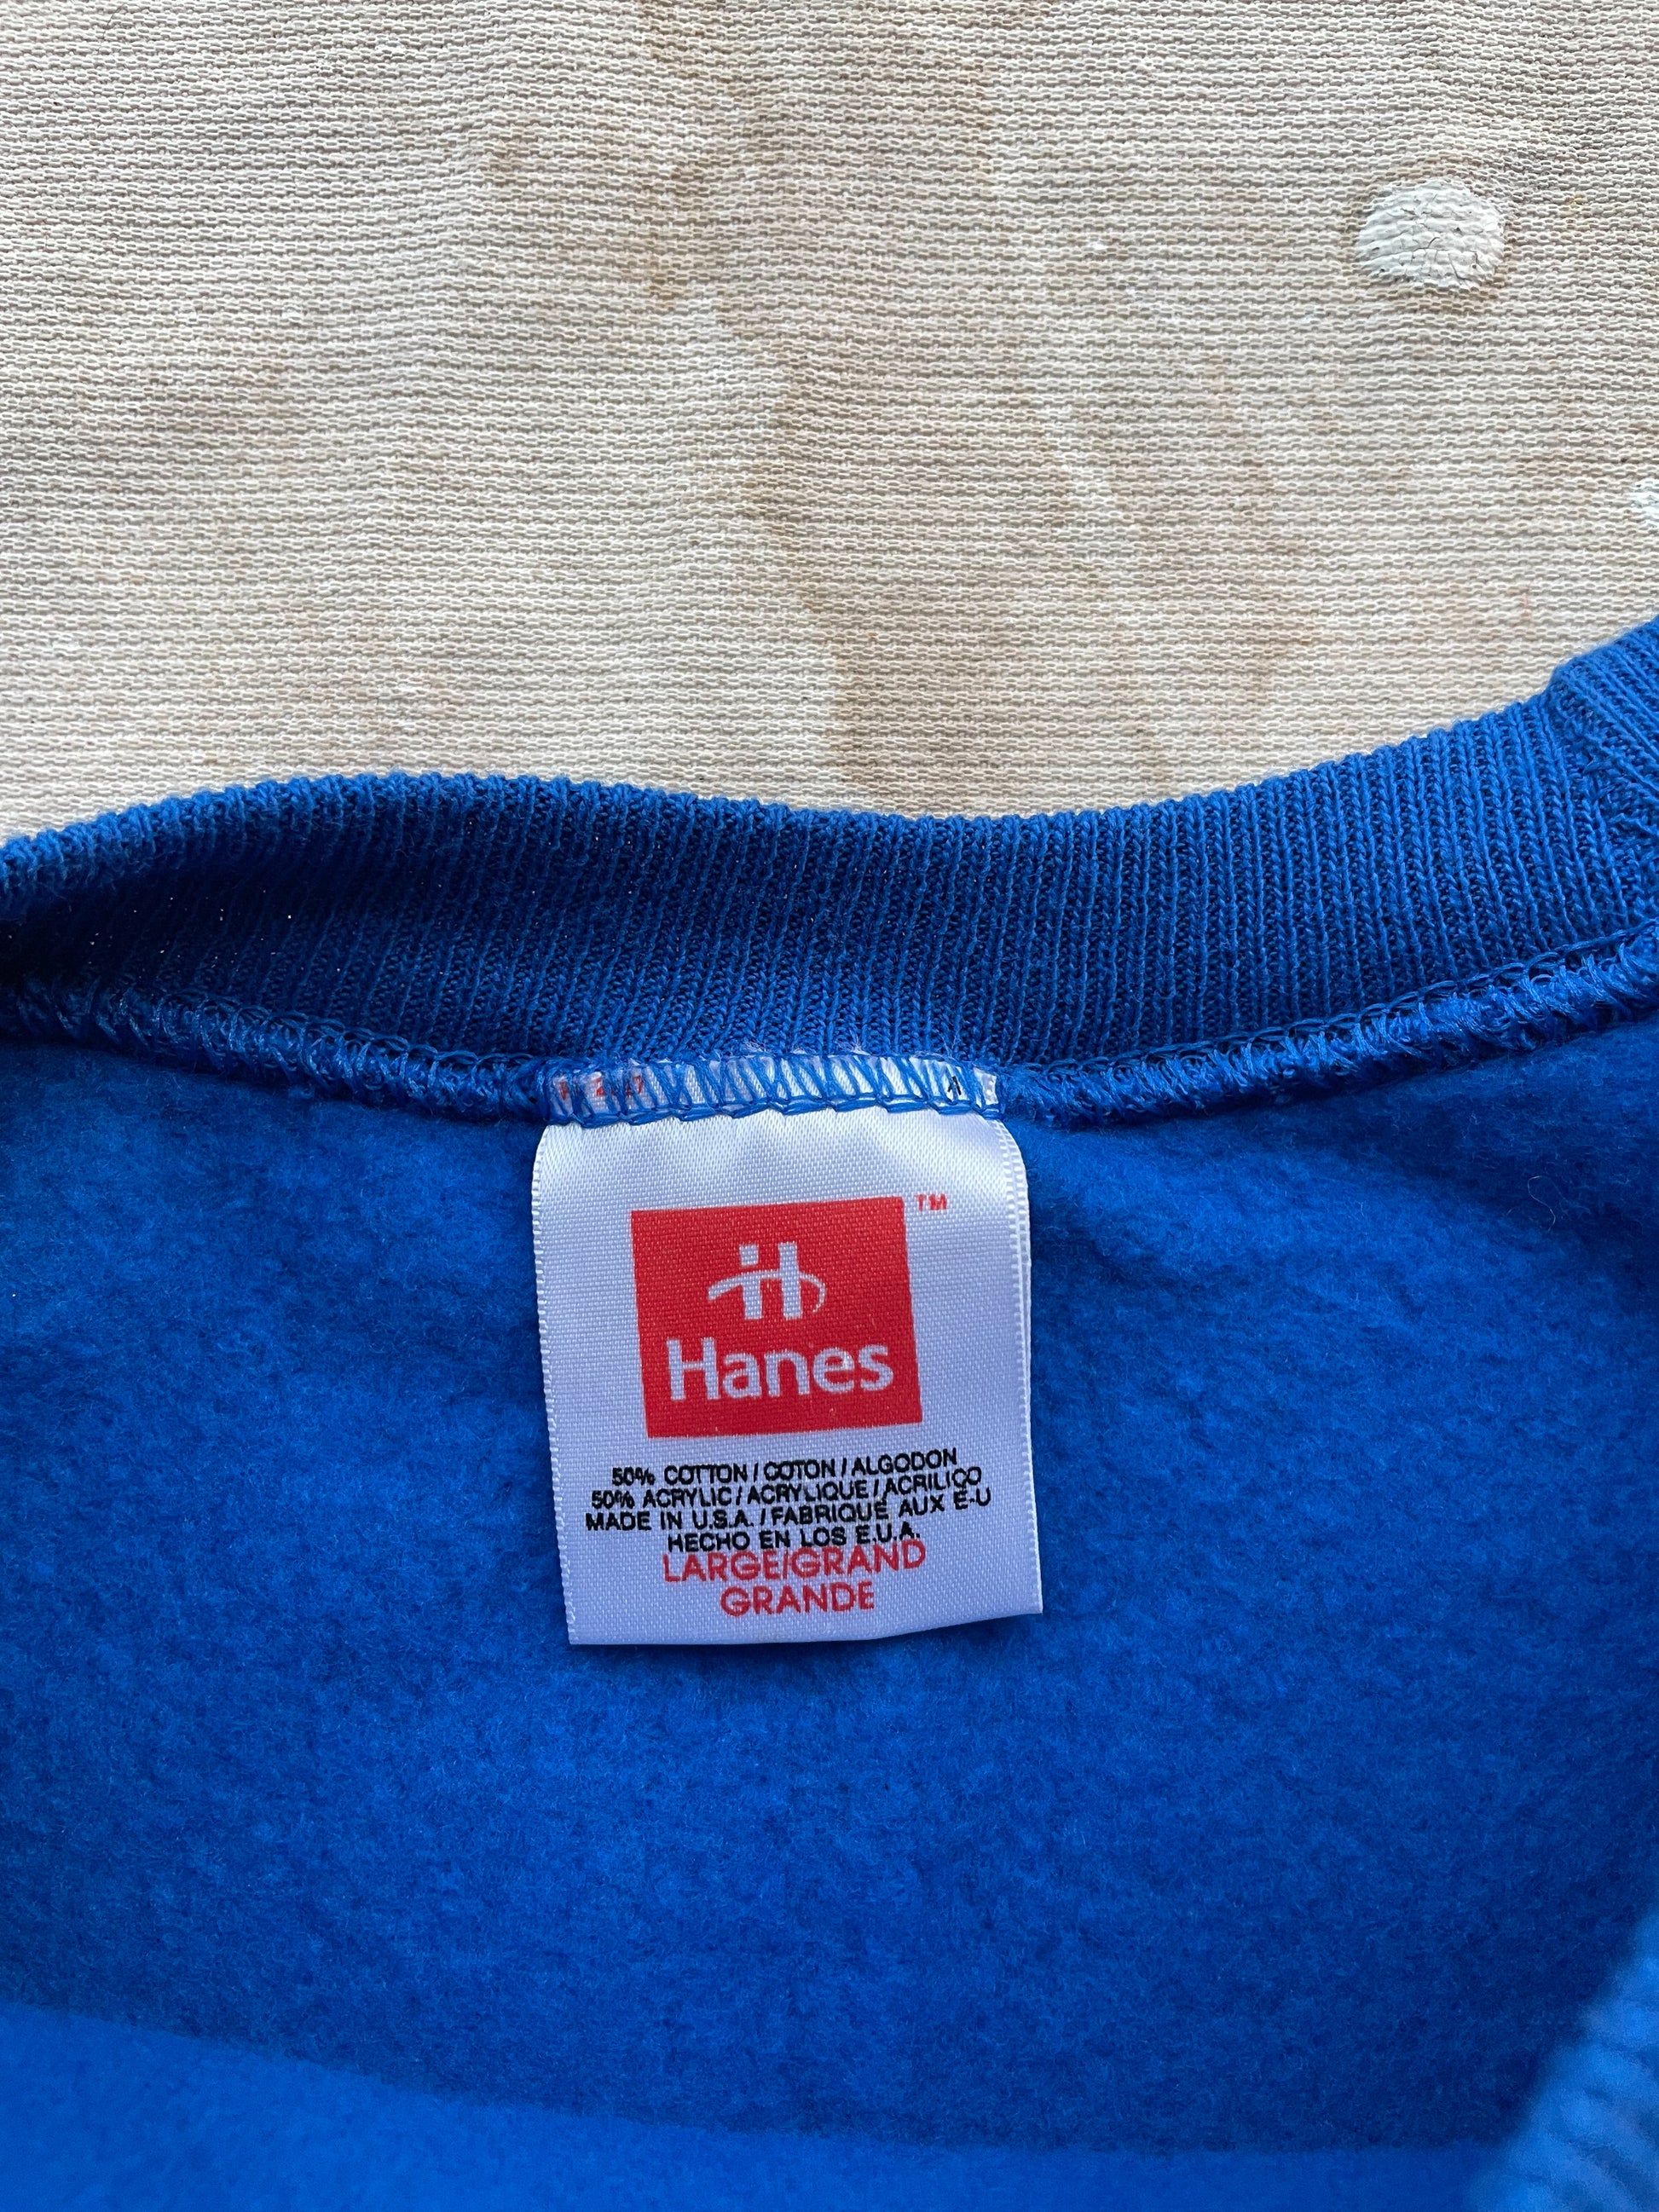 TM
H
Hanes
50% COTTON / COTON / ALGODON
50% ACRYLIC / ACRYLIQUE / ACRILICO
MADE IN U.S.A. / FABRIQUÉ AUX É-U
HECHO EN LOS E.U.A.
LARGE/GRAND
GRANDE